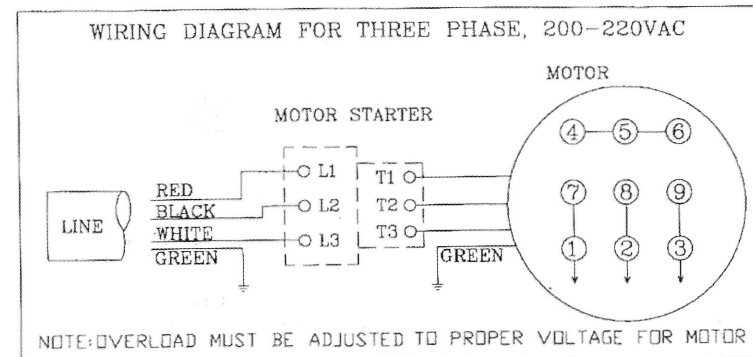 WIRING DIAGRAM FOR THREE PHASE, 200-220VAC
MOTOR
MOTOR STARTER
4 5 6
L1
T1
RED
7 8 9
LINE
BLACK
L2
T2
WHITE
L3
T3
1 2 3
GREEN
GREEN
NOTE:OVERLOAD MUST BE ADJUSTED TO PROPER VOLTAGE FOR MOTOR